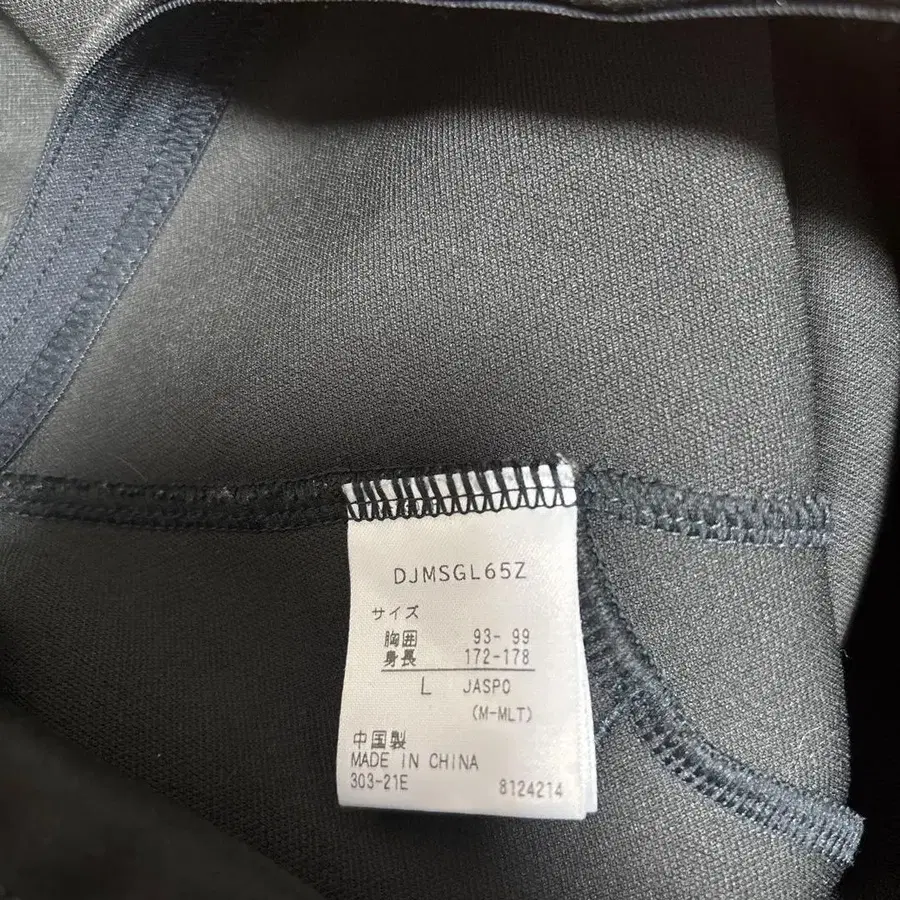 DJMSGL65Z
サイズ
胸囲 93- 99
身長 172-178
L JASPO
(M-MLT)
中国製
MADE IN CHINA
303-21E 8124214